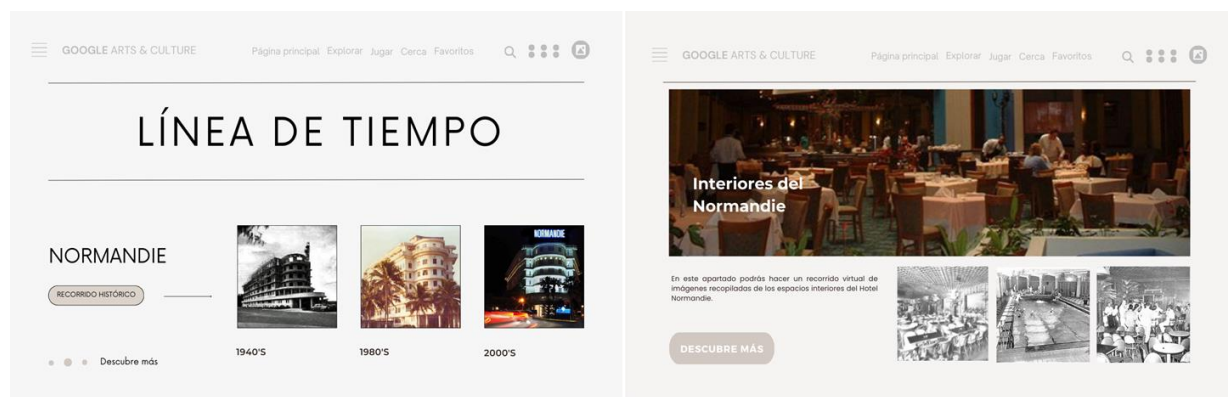 GOOGLE ARTS & CULTURE
Página principal Explorar Jugar Cerca Favoritos
LÍNEA DE TIEMPO
NORMANDIE
RECORRIDO HISTÓRICO
NORMANDIE
1940'S
1980'S
2000'S
Descubre más
GOOGLE ARTS & CULTURE
Página principal Explorar Jugar Cerca Favoritos
Interiores del
Normandie
En este apartado podrás hacer un recorrido virtual de
imágenes recopiladas de los espacios interiores del Hotel
Normandie.
DESCUBRE MÁS